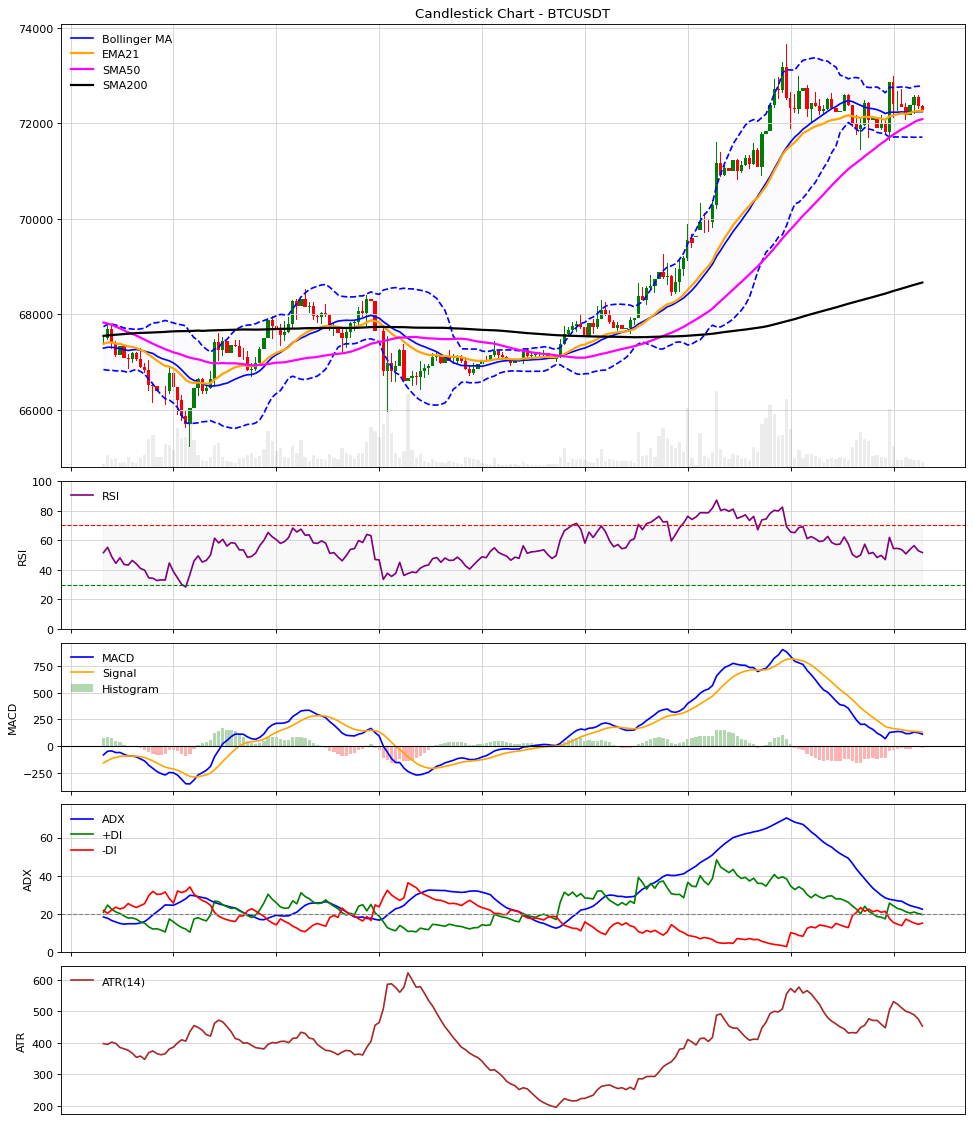 Candlestick Chart - BTCUSDT
74000
72000
70000
68000
66000
Bollinger MA
EMA21
SMA50
SMA200
100
80
60
40
20
0
RSI
RSI
750
500
250
0
−250
MACD
MACD
Signal
Histogram
60
40
20
0
ADX
ADX
+DI
-DI
600
500
400
300
200
ATR
ATR(14)